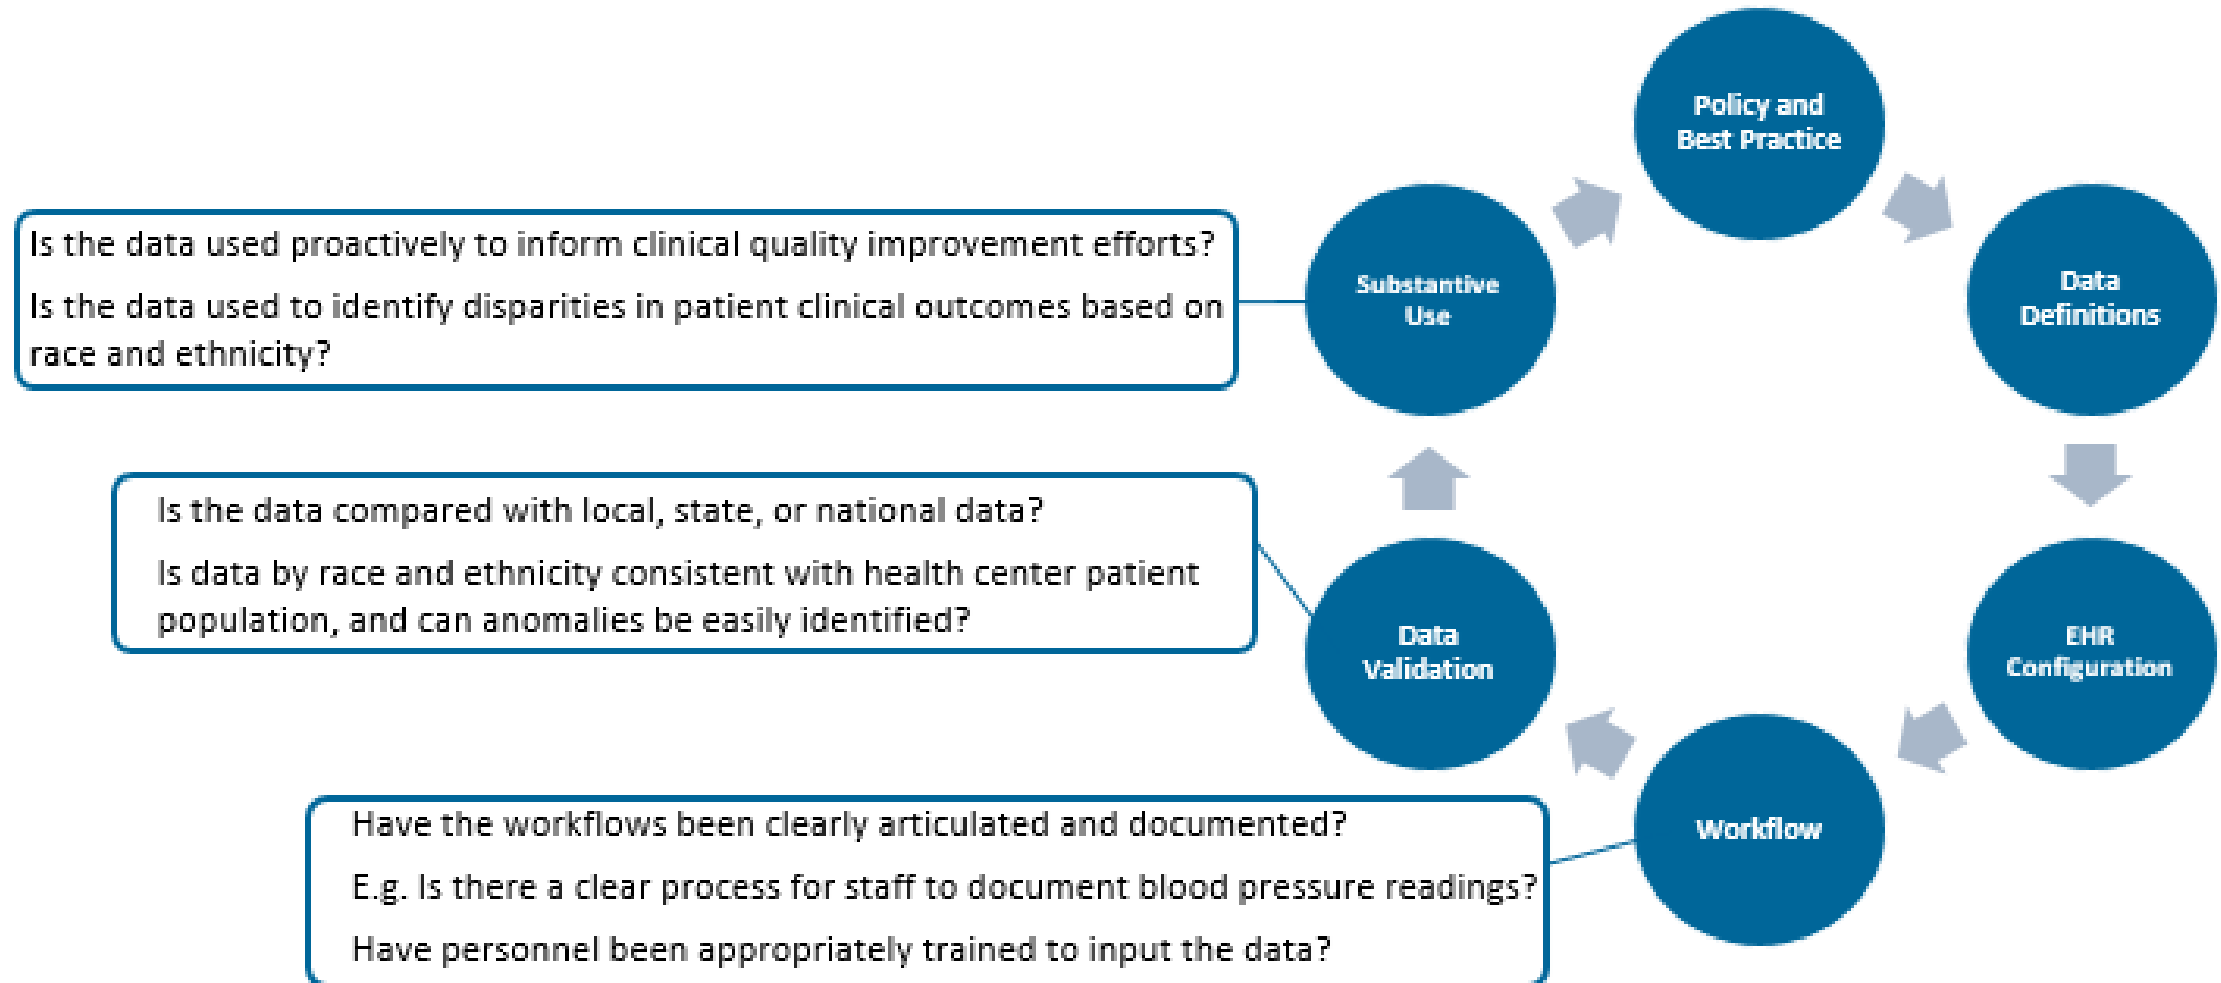 Policy and
Best Practice
Data
Definitions
EHR
Configuration
Workflow
Data
Validation
Substantive
Use
Is the data used proactively to inform clinical quality improvement efforts?
Is the data used to identify disparities in patient clinical outcomes based on
race and ethnicity?
Is the data compared with local, state, or national data?
Is data by race and ethnicity consistent with health center patient
population, and can anomalies be easily identified?
Have the workflows been clearly articulated and documented?
E.g. Is there a clear process for staff to document blood pressure readings?
Have personnel been appropriately trained to input the data?